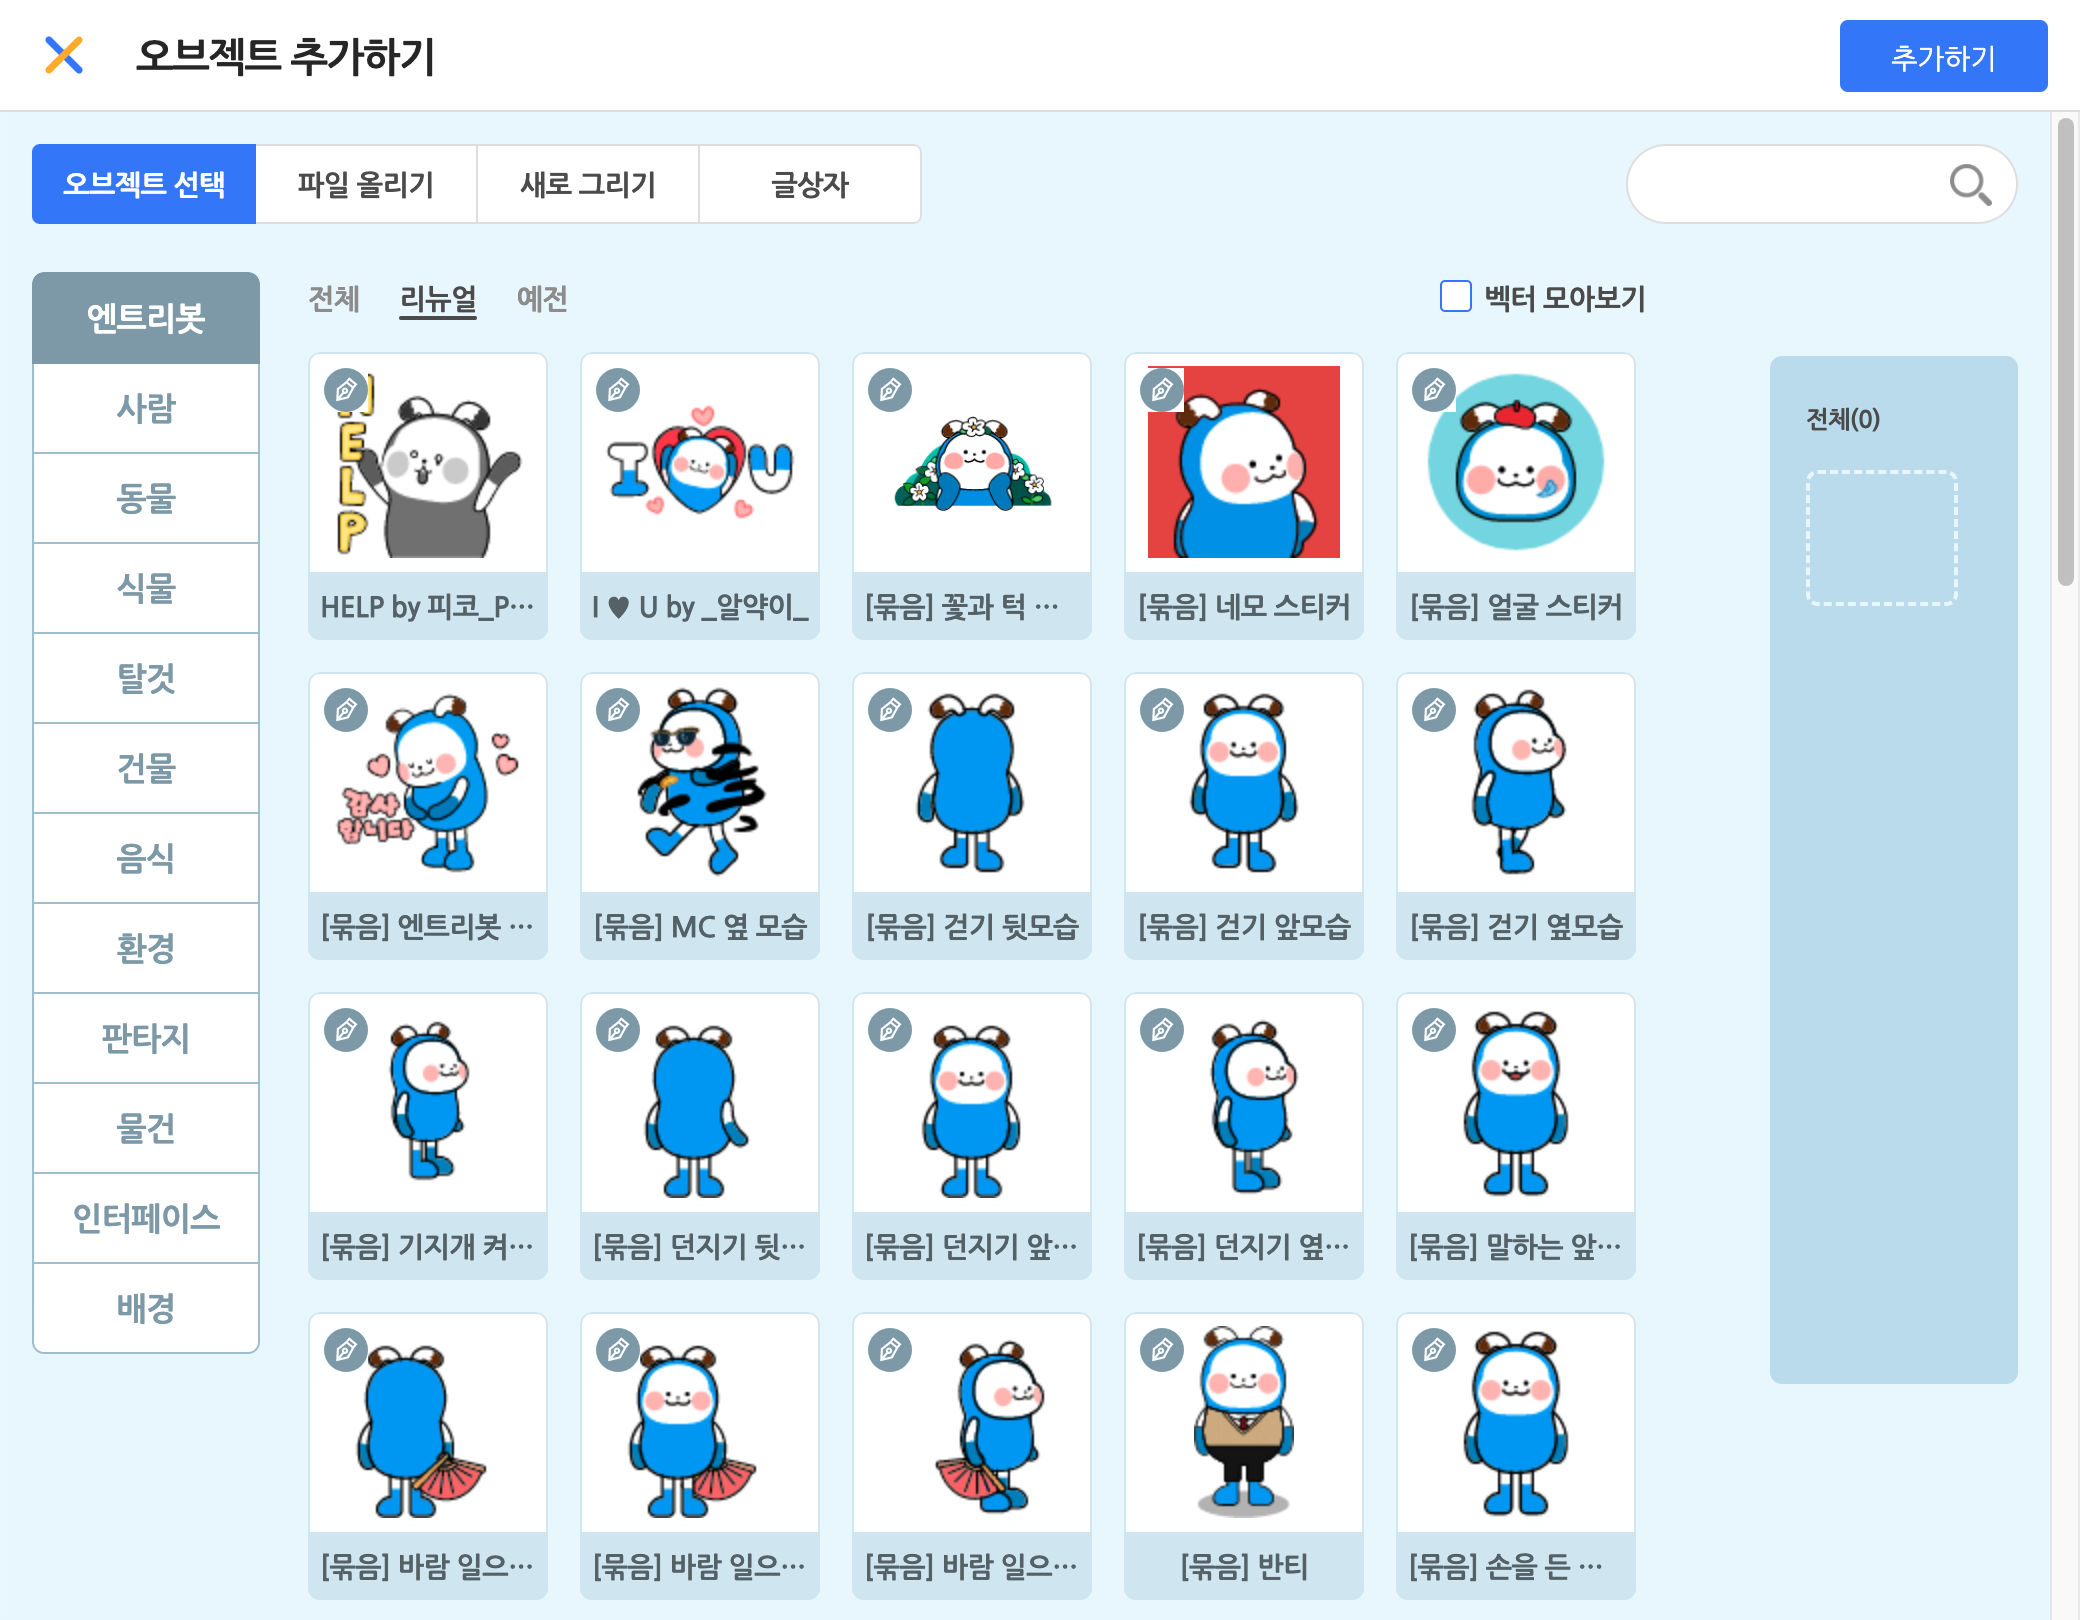 오브젝트 추가하기
추가하기
오브젝트 선택
파일 올리기
새로 그리기
글상자
엔트리봇
사람
동물
식물
탈것
건물
음식
환경
판타지
물건
인터페이스
배경
전체
리뉴얼
예전
벡터 모아보기
HELP
HELP by 피코_P…
I U
I ♥ U by _알약이_
[묶음] 꽃과 턱 …
[묶음] 네모 스티커
[묶음] 얼굴 스티커
감사
합니다
[묶음] 엔트리봇 …
[묶음] MC 옆 모습
[묶음] 걷기 뒷모습
[묶음] 걷기 앞모습
[묶음] 걷기 옆모습
[묶음] 기지개 켜…
[묶음] 던지기 뒷…
[묶음] 던지기 앞…
[묶음] 던지기 옆…
[묶음] 말하는 앞…
[묶음] 바람 일으…
[묶음] 바람 일으…
[묶음] 바람 일으…
[묶음] 반티
[묶음] 손을 든 …
전체(0)